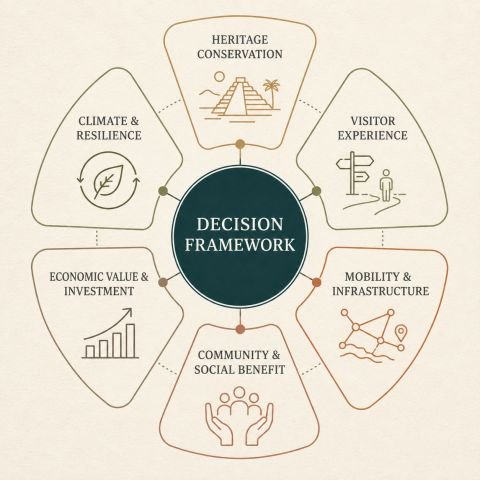 HERITAGE
CONSERVATION
CLIMATE &
RESILIENCE
VISITOR
EXPERIENCE
DECISION
FRAMEWORK
ECONOMIC VALUE &
INVESTMENT
MOBILITY &
INFRASTRUCTURE
COMMUNITY &
SOCIAL BENEFIT